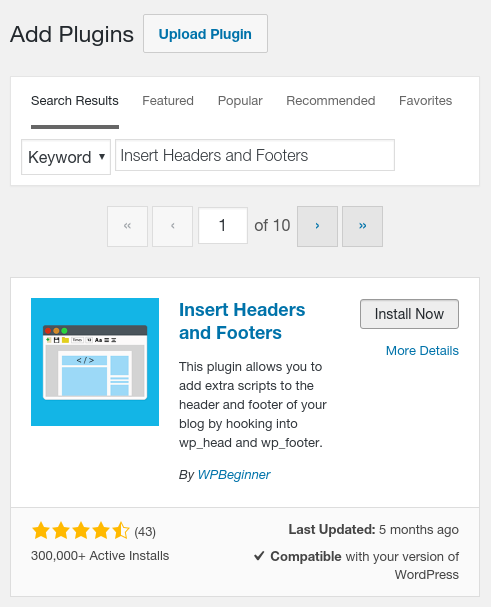 Add Plugins Upload Plugin
Search Results Featured Popular Recommended Favorites
Keyword ▾ Insert Headers and Footers
« ‹ 1 of 10 › »
Insert Headers
and Footers
Install Now
More Details
This plugin allows you to
add extra scripts to the
header and footer of your
blog by hooking into
wp_head and wp_footer.
By WPBeginner
</>
(43)
300,000+ Active Installs
Last Updated: 5 months ago
✔ Compatible with your version of
WordPress